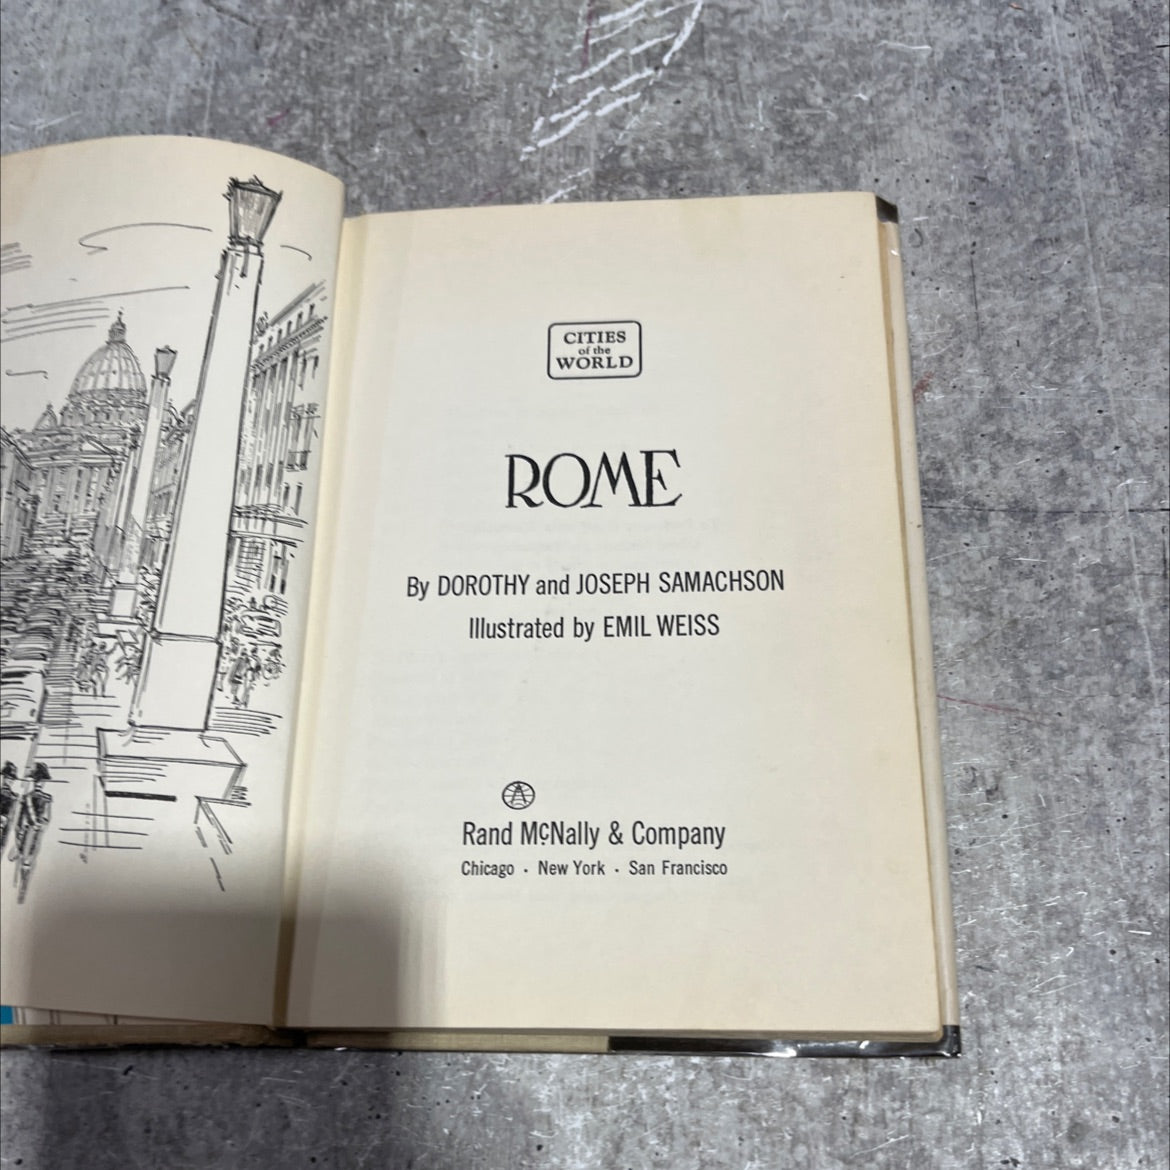 CITIES
of the
WORLD
ROME
By DOROTHY and JOSEPH SAMACHSON
Illustrated by EMIL WEISS
Rand McNally & Company
Chicago · New York · San Francisco